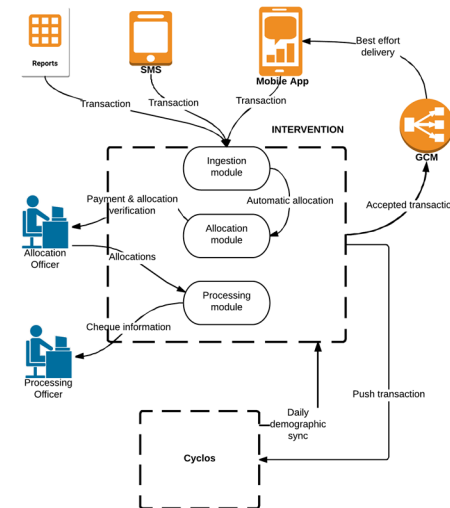 Reports
SMS
Mobile App
Best effort
delivery
Transaction
Transaction
Transaction
INTERVENTION
GCM
Ingestion
module
Payment & allocation
verification
Automatic allocation
Accepted transactio
Allocation
module
Allocation
Officer
Allocations
Processing
module
Cheque information
Processing
Officer
Push transaction
Daily
demographic
sync
Cyclos